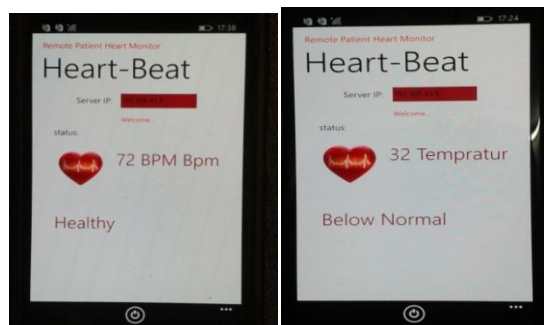 17:38
Remote Patient Heart Monitor
Heart-Beat
Server IP:
Welcome...
status:
72 BPM Bpm
Healthy
17:24
Remote Patient Heart Monitor
Heart-Beat
Server IP:
Welcome...
status:
32 Tempratur
Below Normal